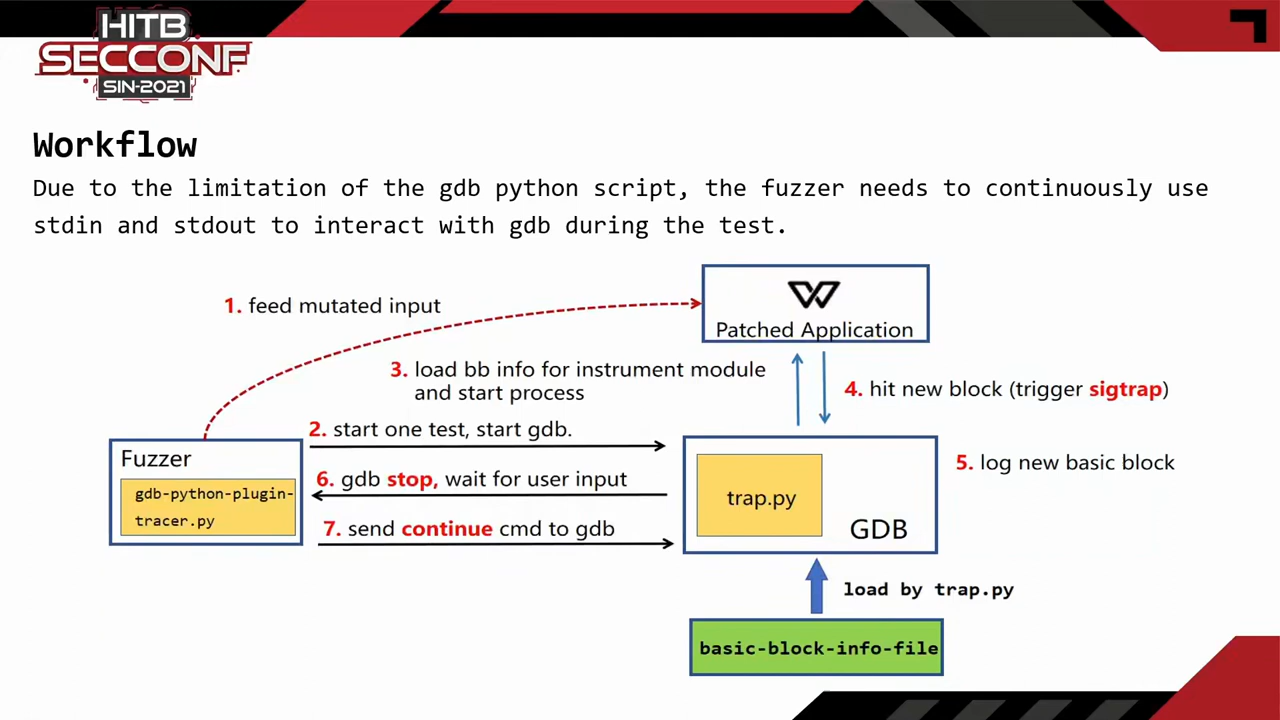 HITB
SECCONF
SIN-2021
Workflow
Due to the limitation of the gdb python script, the fuzzer needs to continuously use
stdin and stdout to interact with gdb during the test.
1. feed mutated input
Patched Application
3. load bb info for instrument module
and start process
4. hit new block (trigger sigtrap)
2. start one test, start gdb.
Fuzzer
gdb-python-plugin-
tracer.py
6. gdb stop, wait for user input
7. send continue cmd to gdb
trap.py
GDB
5. log new basic block
load by trap.py
basic-block-info-file